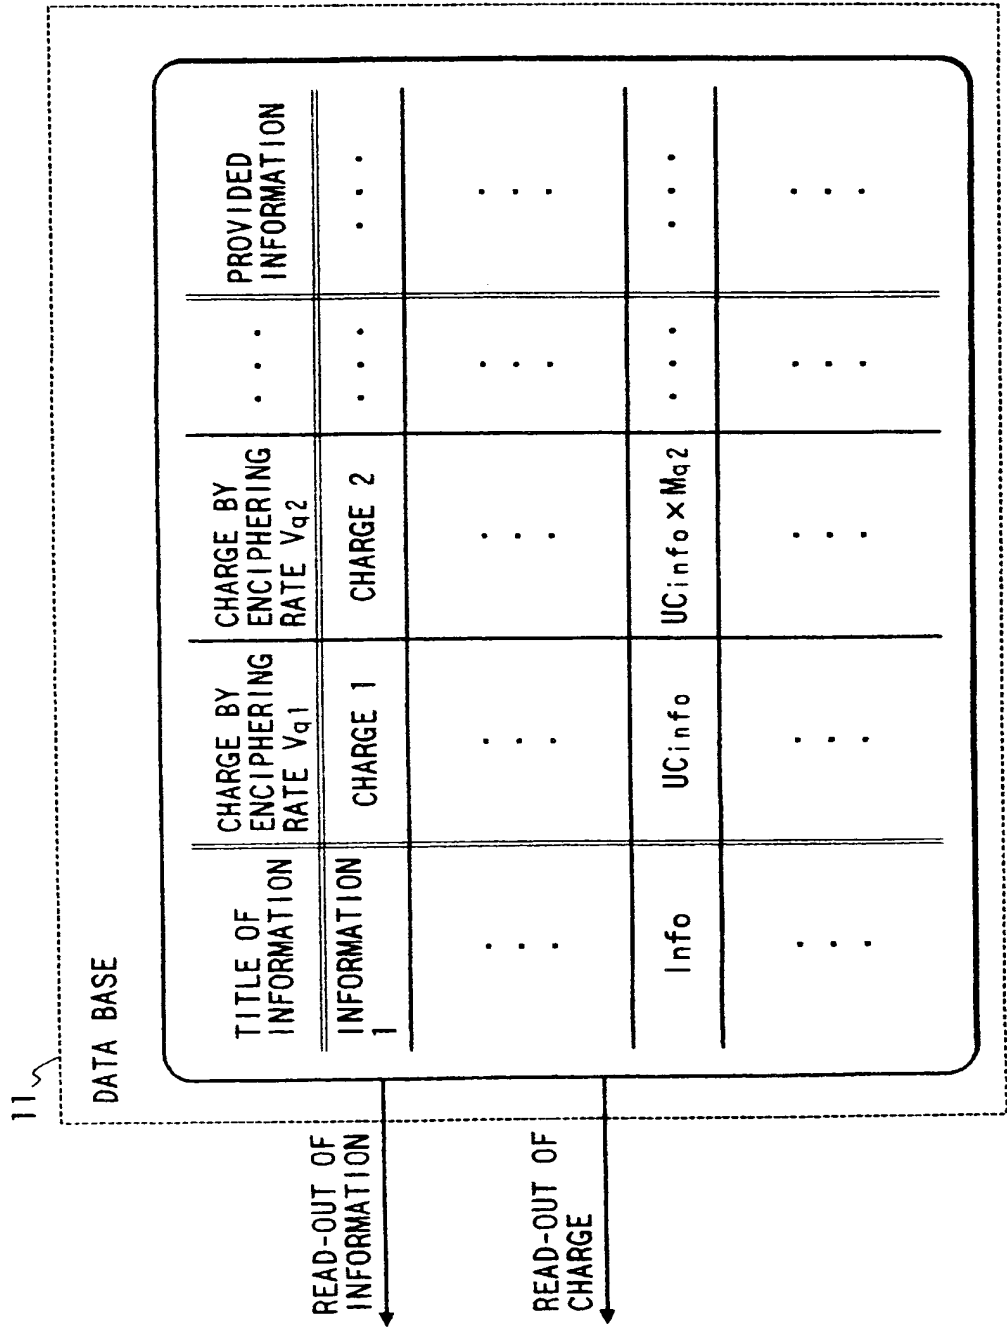 11
DATA BASE
TITLE OF
INFORMATION
CHARGE BY
ENCIPHERING
RATE Vq1
CHARGE BY
ENCIPHERING
RATE Vq2
. . .
PROVIDED
INFORMATION
INFORMATION
1
CHARGE 1
CHARGE 2
. . .
. . .
. . .
. . .
. . .
. . .
. . .
Info
UCinfo
UCinfo×Mq2
. . .
. . .
. . .
. . .
. . .
. . .
. . .
READ-OUT OF
INFORMATION
READ-OUT OF
CHARGE